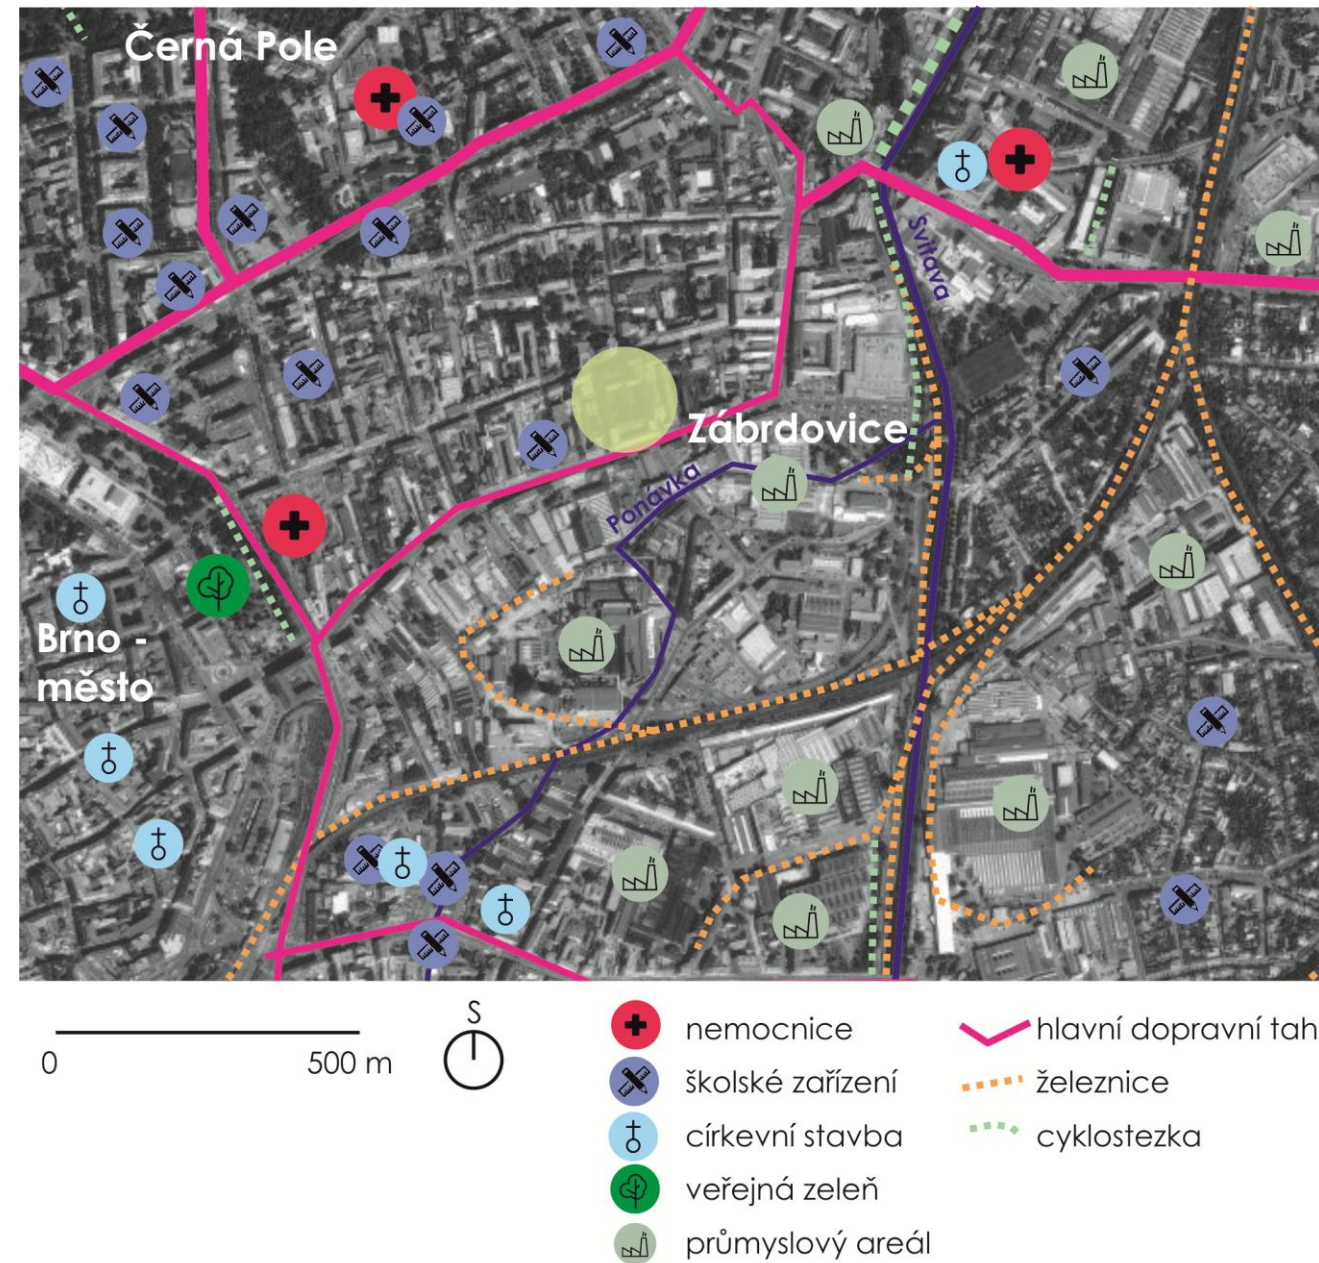 Černá Pole
Svitava
Zábrdovice
Ponávka
Brno -
město
S
0
500 m
nemocnice
školské zařízení
církevní stavba
veřejná zeleň
průmyslový areál
hlavní dopravní tah
železnice
cyklostezka